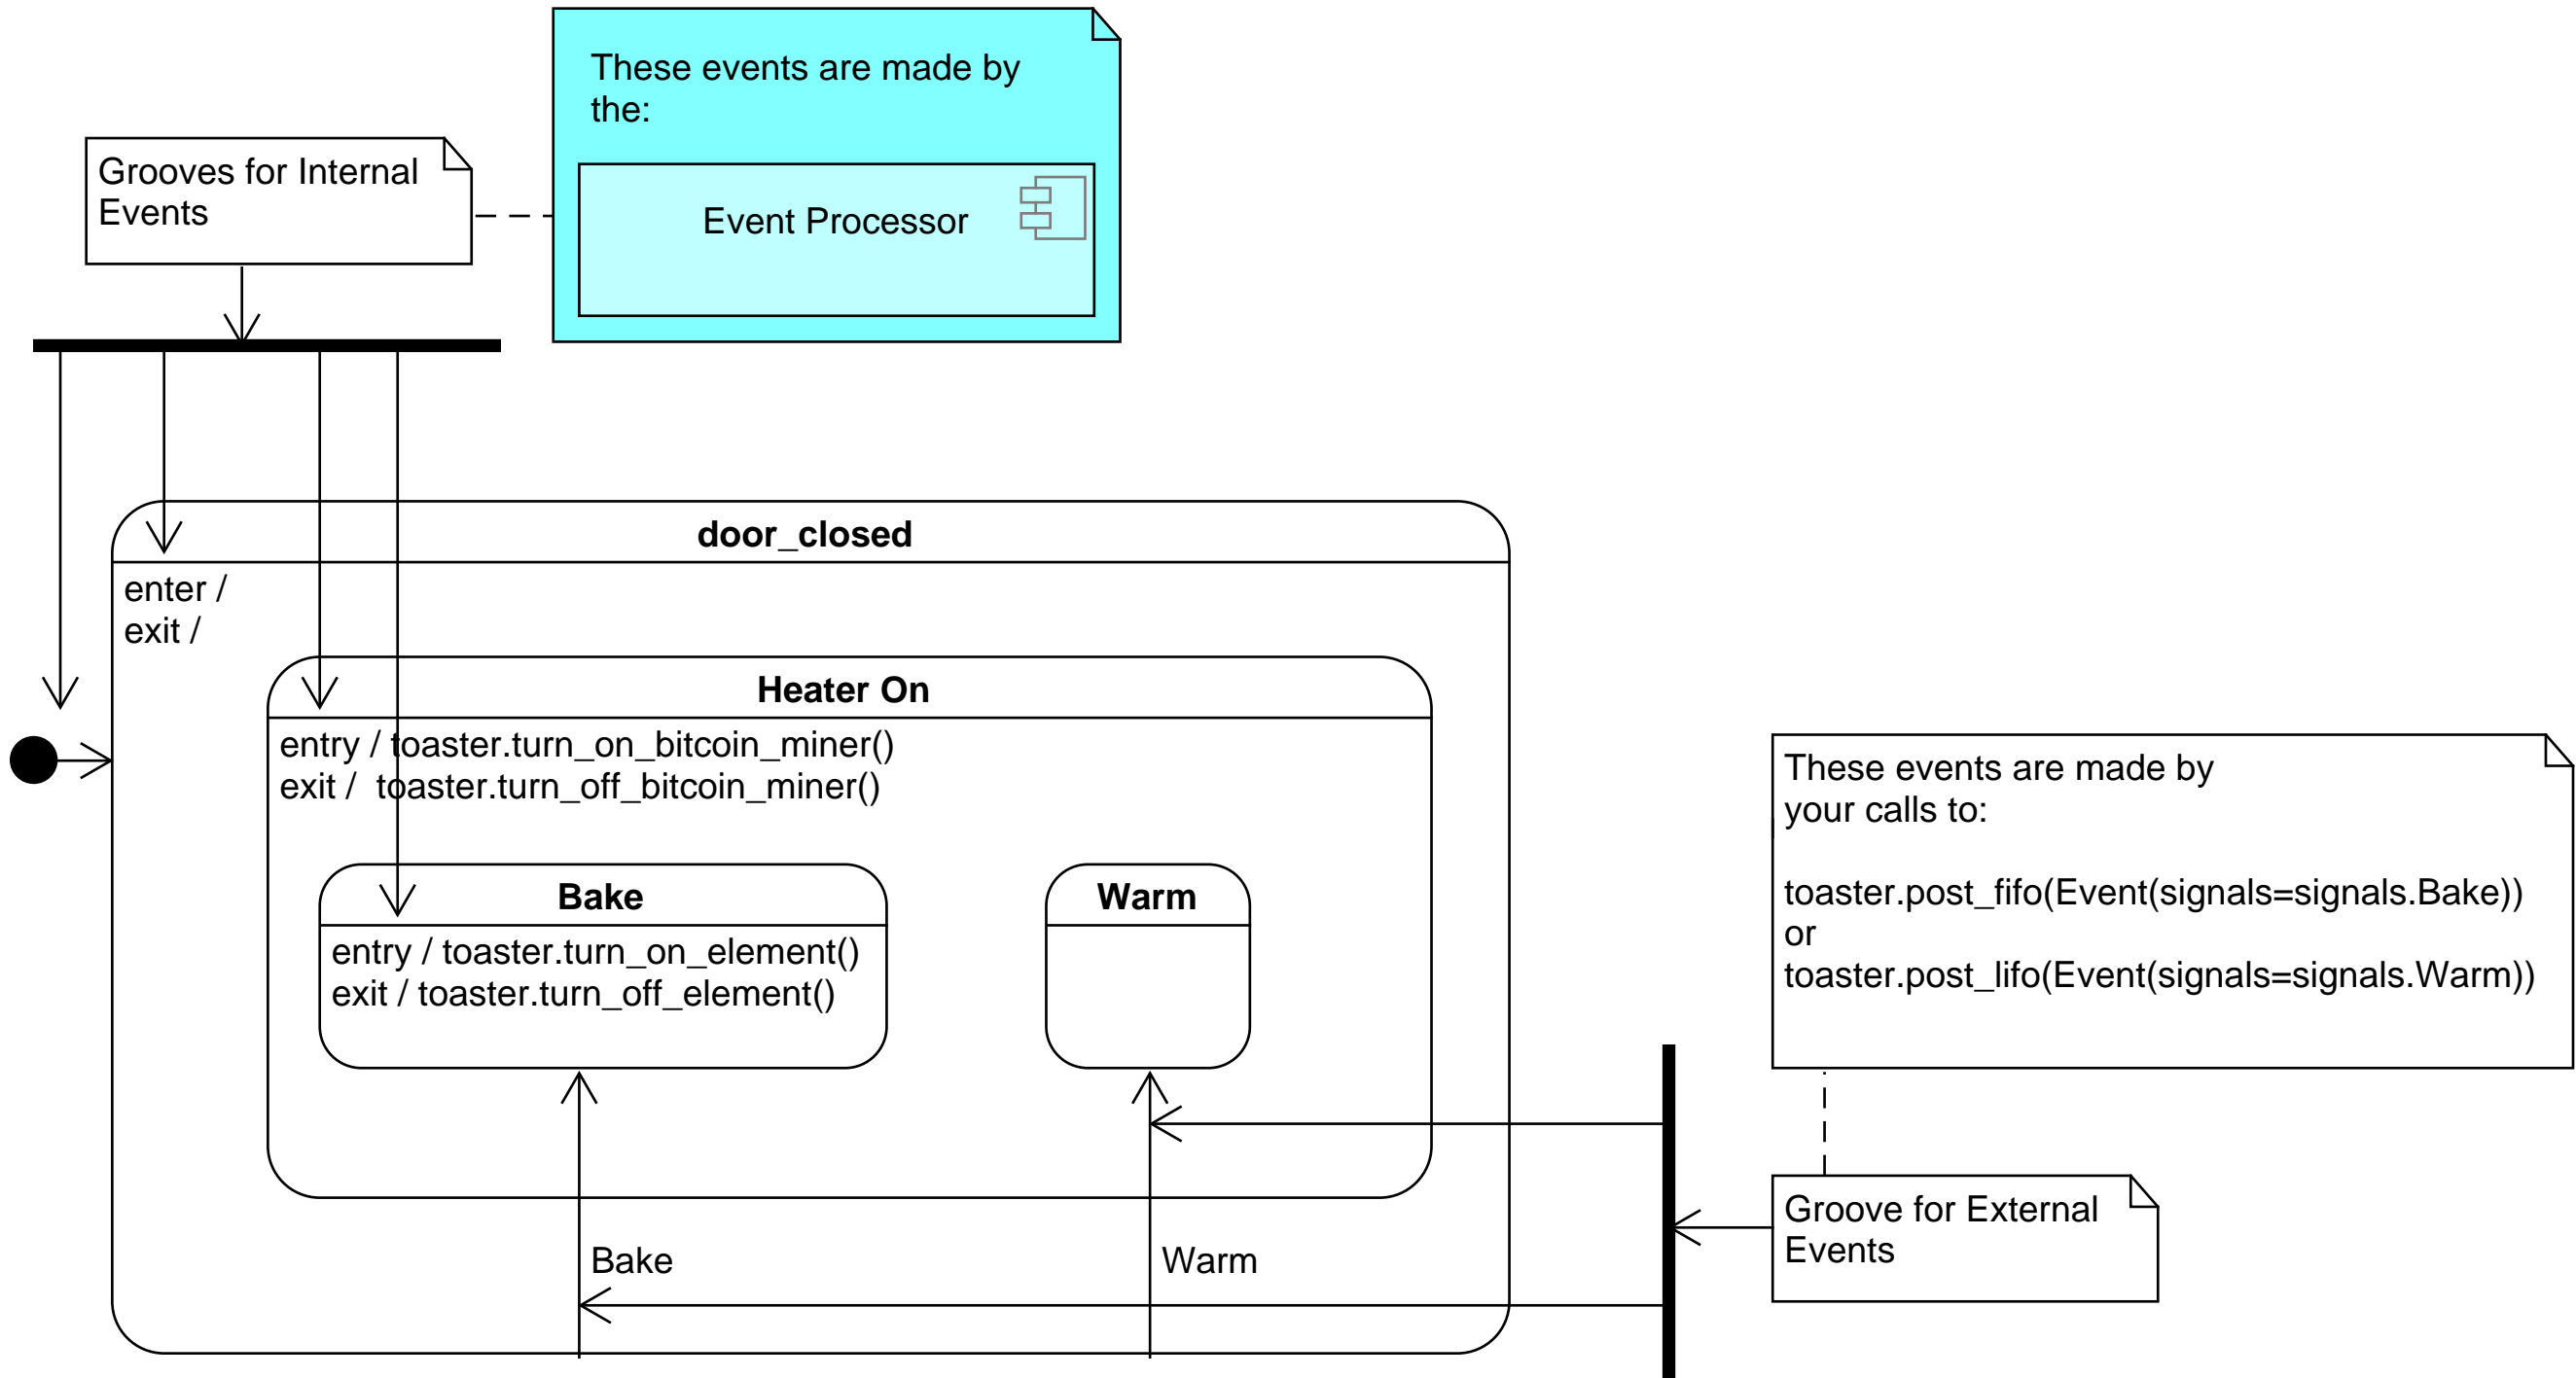 These events are made by
the:
Event Processor
Grooves for Internal
Events
door_closed
enter /
exit /
Heater On
entry / toaster.turn_on_bitcoin_miner()
exit /  toaster.turn_off_bitcoin_miner()
Bake
entry / toaster.turn_on_element()
exit / toaster.turn_off_element()
Warm
Bake
Warm
These events are made by
your calls to:
toaster.post_fifo(Event(signals=signals.Bake))
or
toaster.post_lifo(Event(signals=signals.Warm))
Groove for External
Events